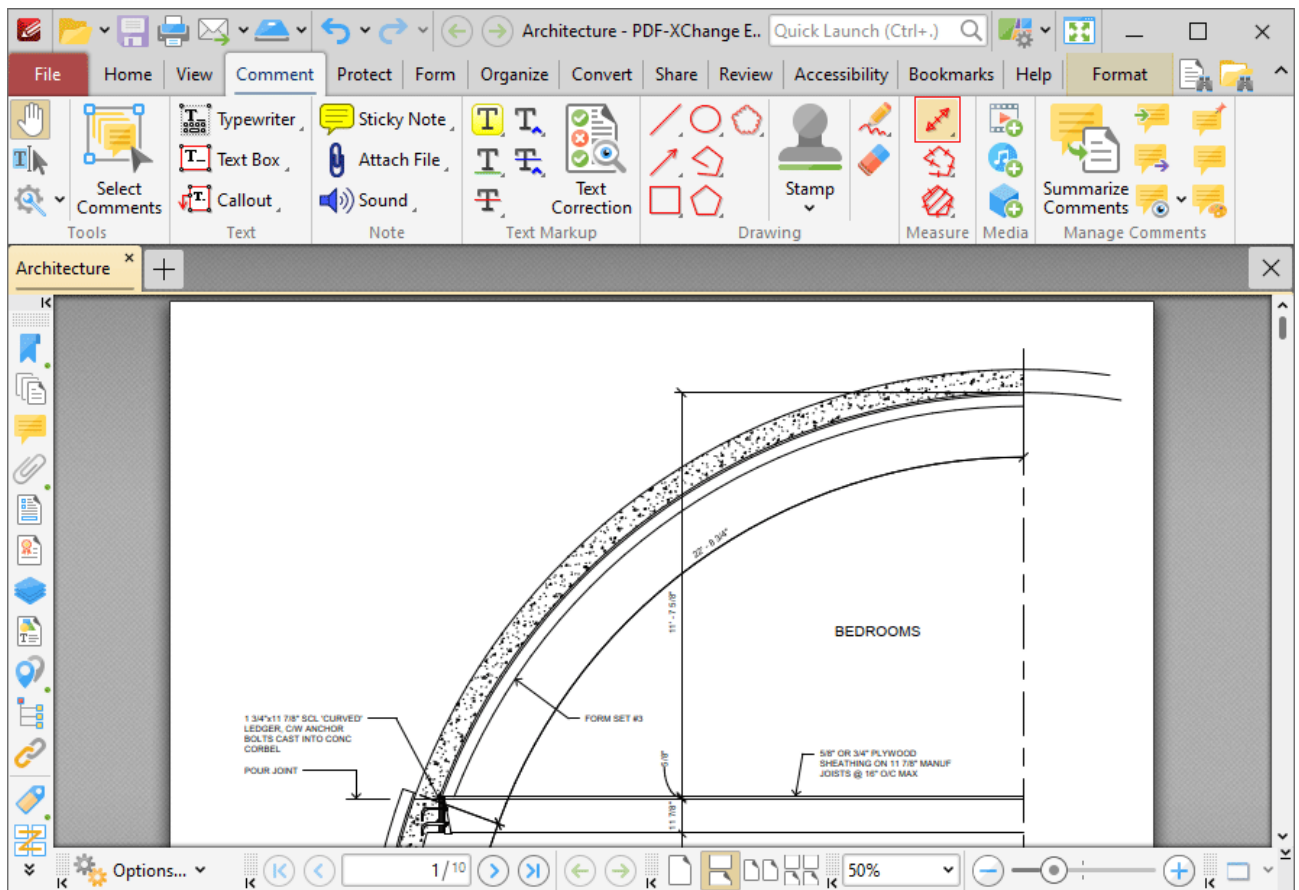 Architecture - PDF-XChange E..
Quick Launch (Ctrl+.)
File Home View Comment Protect Form Organize Convert Share Review Accessibility Bookmarks Help Format
Select
Comments
Tools
Typewriter
Text Box
Callout
Text
Sticky Note
Attach File
Sound
Note
Text
Correction
Text Markup
Drawing
Stamp
Measure
Media
Summarize
Comments
Manage Comments
Architecture
22' - 8 3/4"
11' - 7 5/8"
BEDROOMS
1 3/4"x11 7/8" SCL 'CURVED'
LEDGER, C/W ANCHOR
BOLTS CAST INTO CONC
CORBEL
POUR JOINT
FORM SET #3
5/8"
5/8" OR 3/4" PLYWOOD
SHEATHING ON 11 7/8" MANUF
JOISTS @ 16" O/C MAX
11 7/8"
Options...
1/10
50%